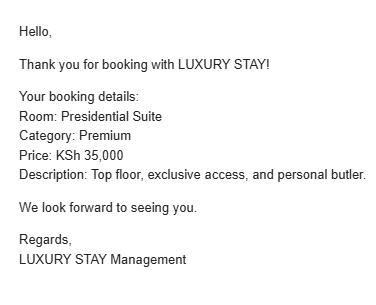 Hello,
Thank you for booking with LUXURY STAY!
Your booking details:
Room: Presidential Suite
Category: Premium
Price: KSh 35,000
Description: Top floor, exclusive access, and personal butler.
We look forward to seeing you.
Regards,
LUXURY STAY Management